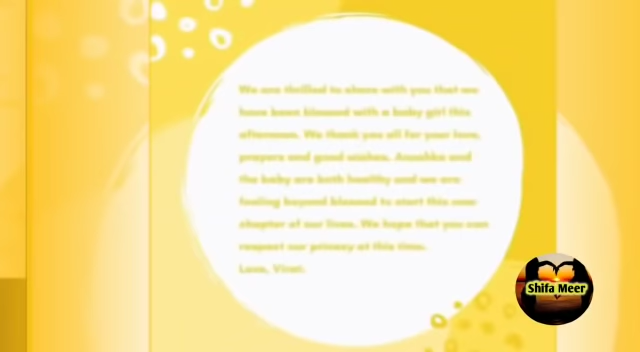 We are thrilled to share with you that we
have been blessed with a baby girl this
afternoon. We thank you all for your love,
prayers and good wishes. Anushka and
the baby are both healthy and we are
feeling beyond blessed to start this new
chapter of our lives. We hope that you can
respect our privacy at this time.
Love, Virat.
Shifa Meer